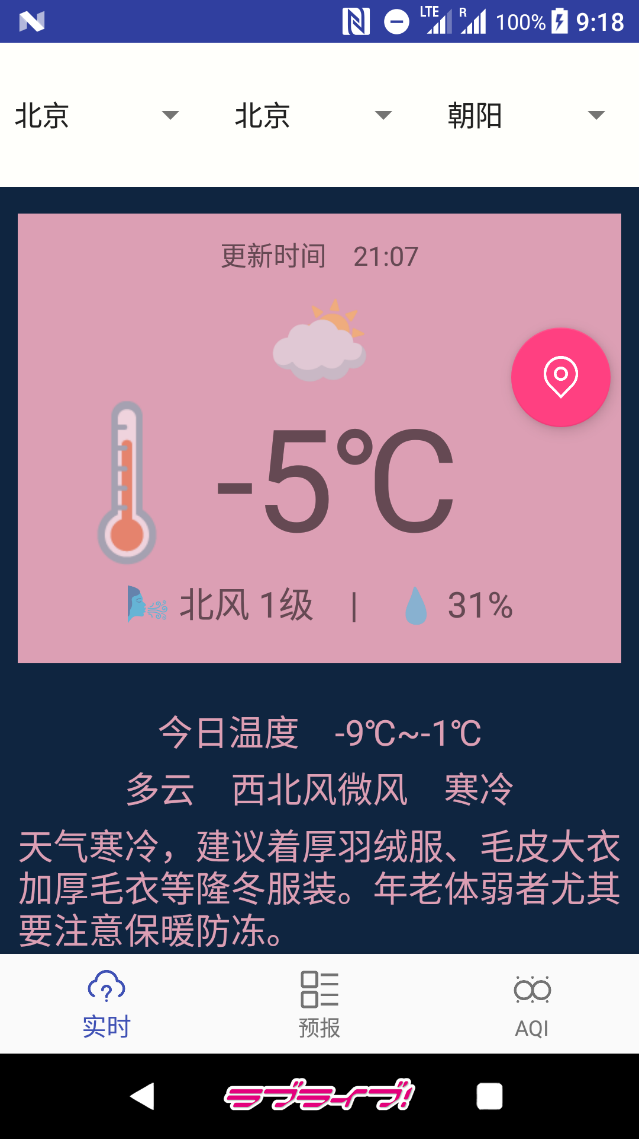 LTE R 100% 9:18
北京 北京 朝阳
更新时间 21:07
-5℃
北风 1级 | 31%
今日温度 -9℃~-1℃
多云 西北风微风 寒冷
天气寒冷，建议着厚羽绒服、毛皮大衣
加厚毛衣等隆冬服装。年老体弱者尤其
要注意保暖防冻。
实时 预报 AQI
ラブライブ!